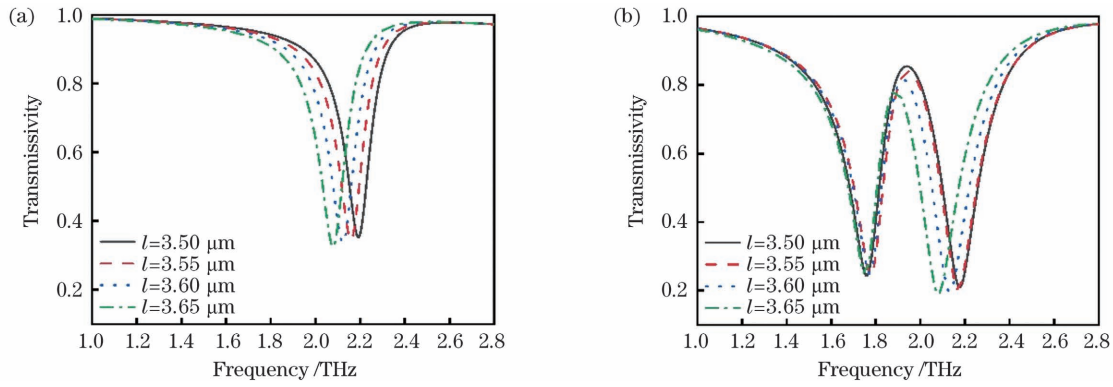 (a)
1.0
0.8
0.6
0.4
0.2
Transmissivity
l=3.50 μm
l=3.55 μm
l=3.60 μm
l=3.65 μm
1.0 1.2 1.4 1.6 1.8 2.0 2.2 2.4 2.6 2.8
Frequency /THz
(b)
1.0
0.8
0.6
0.4
0.2
Transmissivity
l=3.50 μm
l=3.55 μm
l=3.60 μm
l=3.65 μm
1.0 1.2 1.4 1.6 1.8 2.0 2.2 2.4 2.6 2.8
Frequency /THz